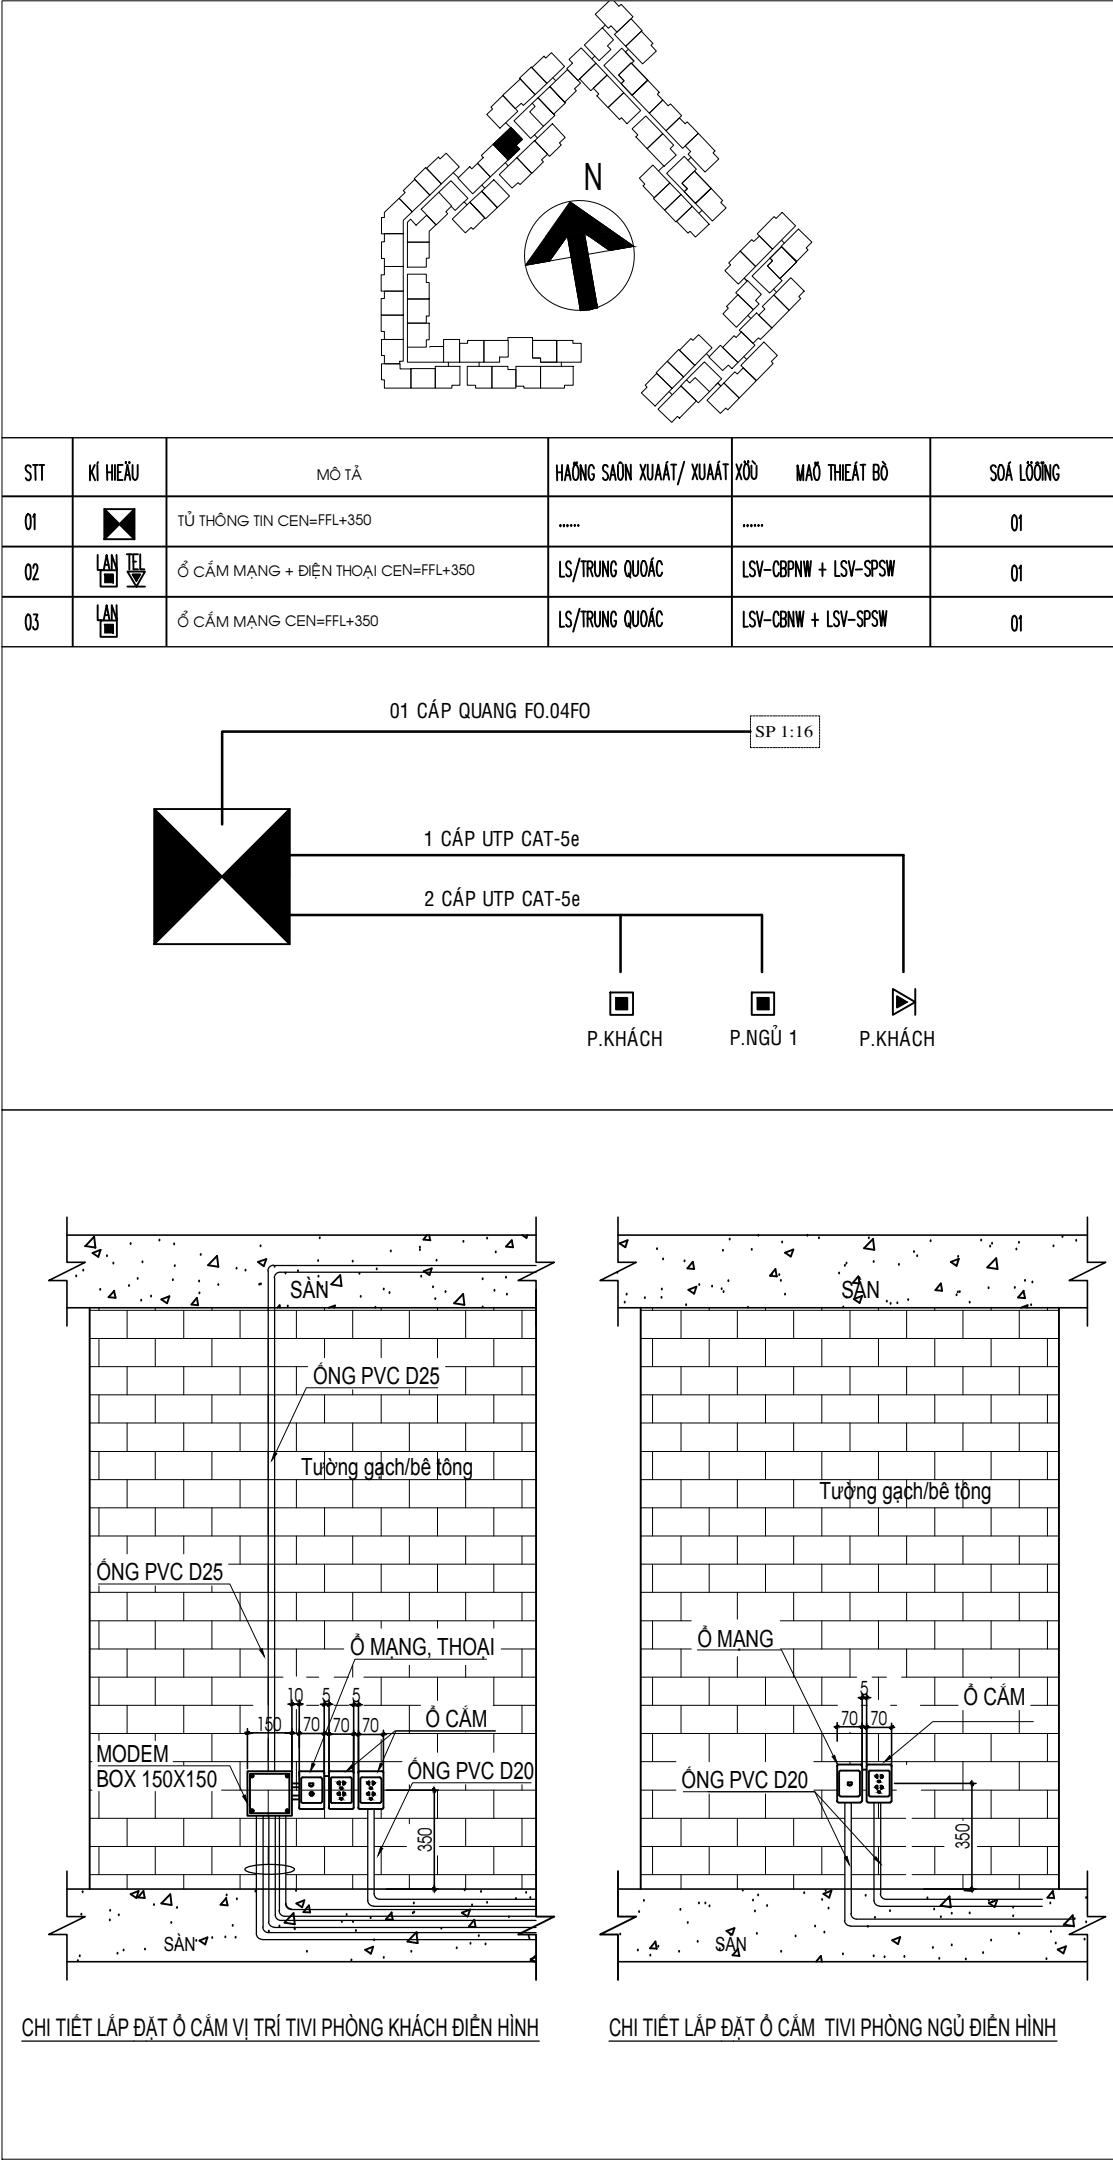 N
STT KÍ HIEÄU MÔ TẢ HAÕNG SAÛN XUAÁT/ XUAÁT XÖÙ MAÕ THIEÁT BÒ SOÁ LÖÔÏNG
01 TỦ THÔNG TIN CEN=FFL+350 ...... ...... 01
LAN TEL
02 Ổ CẮM MẠNG + ĐIỆN THOẠI CEN=FFL+350 LS/TRUNG QUOÁC LSV-CBPNW + LSV-SPSW 01
LAN
03 Ổ CẮM MẠNG CEN=FFL+350 LS/TRUNG QUOÁC LSV-CBNW + LSV-SPSW 01
01 CÁP QUANG FO.04FO
SP 1:16
1 CÁP UTP CAT-5e
2 CÁP UTP CAT-5e
P.KHÁCH P.NGỦ 1 P.KHÁCH
SÀN
ỐNG PVC D25
Tường gạch/bê tông
ỐNG PVC D25
Ổ MẠNG, THOẠI
10 5 5
150 70 70 70
Ổ CẮM
MODEM
BOX 150X150
ỐNG PVC D20
350
SÀN
CHI TIẾT LẮP ĐẶT Ổ CẮM VỊ TRÍ TIVI PHÒNG KHÁCH ĐIỂN HÌNH
SÀN
Tường gạch/bê tông
Ổ MẠNG
5
70 70
Ổ CẮM
ỐNG PVC D20
350
SÀN
CHI TIẾT LẮP ĐẶT Ổ CẮM TIVI PHÒNG NGỦ ĐIỂN HÌNH